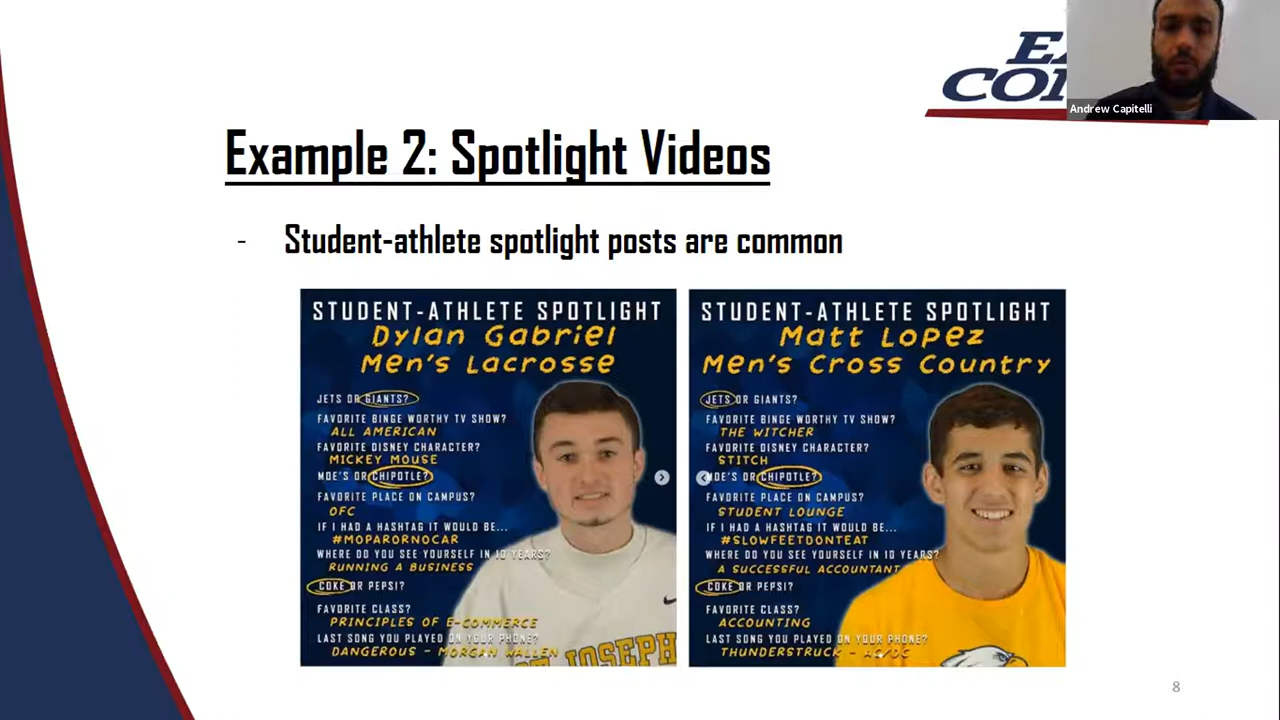 EA
CON
Andrew Capitelli
Example 2: Spotlight Videos
- Student-athlete spotlight posts are common
STUDENT-ATHLETE SPOTLIGHT
Dylan Gabriel
Men's Lacrosse
JETS OR GIANTS?
FAVORITE BINGE WORTHY TV SHOW?
ALL AMERICAN
FAVORITE DISNEY CHARACTER?
MICKEY MOUSE
MOE'S OR CHIPOTLE?
FAVORITE PLACE ON CAMPUS?
OFC
IF I HAD A HASHTAG IT WOULD BE...
#MOPARORNOCAR
WHERE DO YOU SEE YOURSELF IN 10 YEARS?
RUNNING A BUSINESS
COKE OR PEPSI?
FAVORITE CLASS?
PRINCIPLES OF E-COMMERCE
LAST SONG YOU PLAYED ON YOUR PHONE?
DANGEROUS - MORGAN WALLEN
ST. JOSEPH
STUDENT-ATHLETE SPOTLIGHT
Matt Lopez
Men's Cross Country
JETS OR GIANTS?
FAVORITE BINGE WORTHY TV SHOW?
THE WITCHER
FAVORITE DISNEY CHARACTER?
STITCH
MOE'S OR CHIPOTLE?
FAVORITE PLACE ON CAMPUS?
STUDENT LOUNGE
IF I HAD A HASHTAG IT WOULD BE...
#SLOWFEETDONTEAT
WHERE DO YOU SEE YOURSELF IN 10 YEARS?
A SUCCESSFUL ACCOUNTANT
COKE OR PEPSI?
FAVORITE CLASS?
ACCOUNTING
LAST SONG YOU PLAYED ON YOUR PHONE?
THUNDERSTRUCK - AC/DC
8